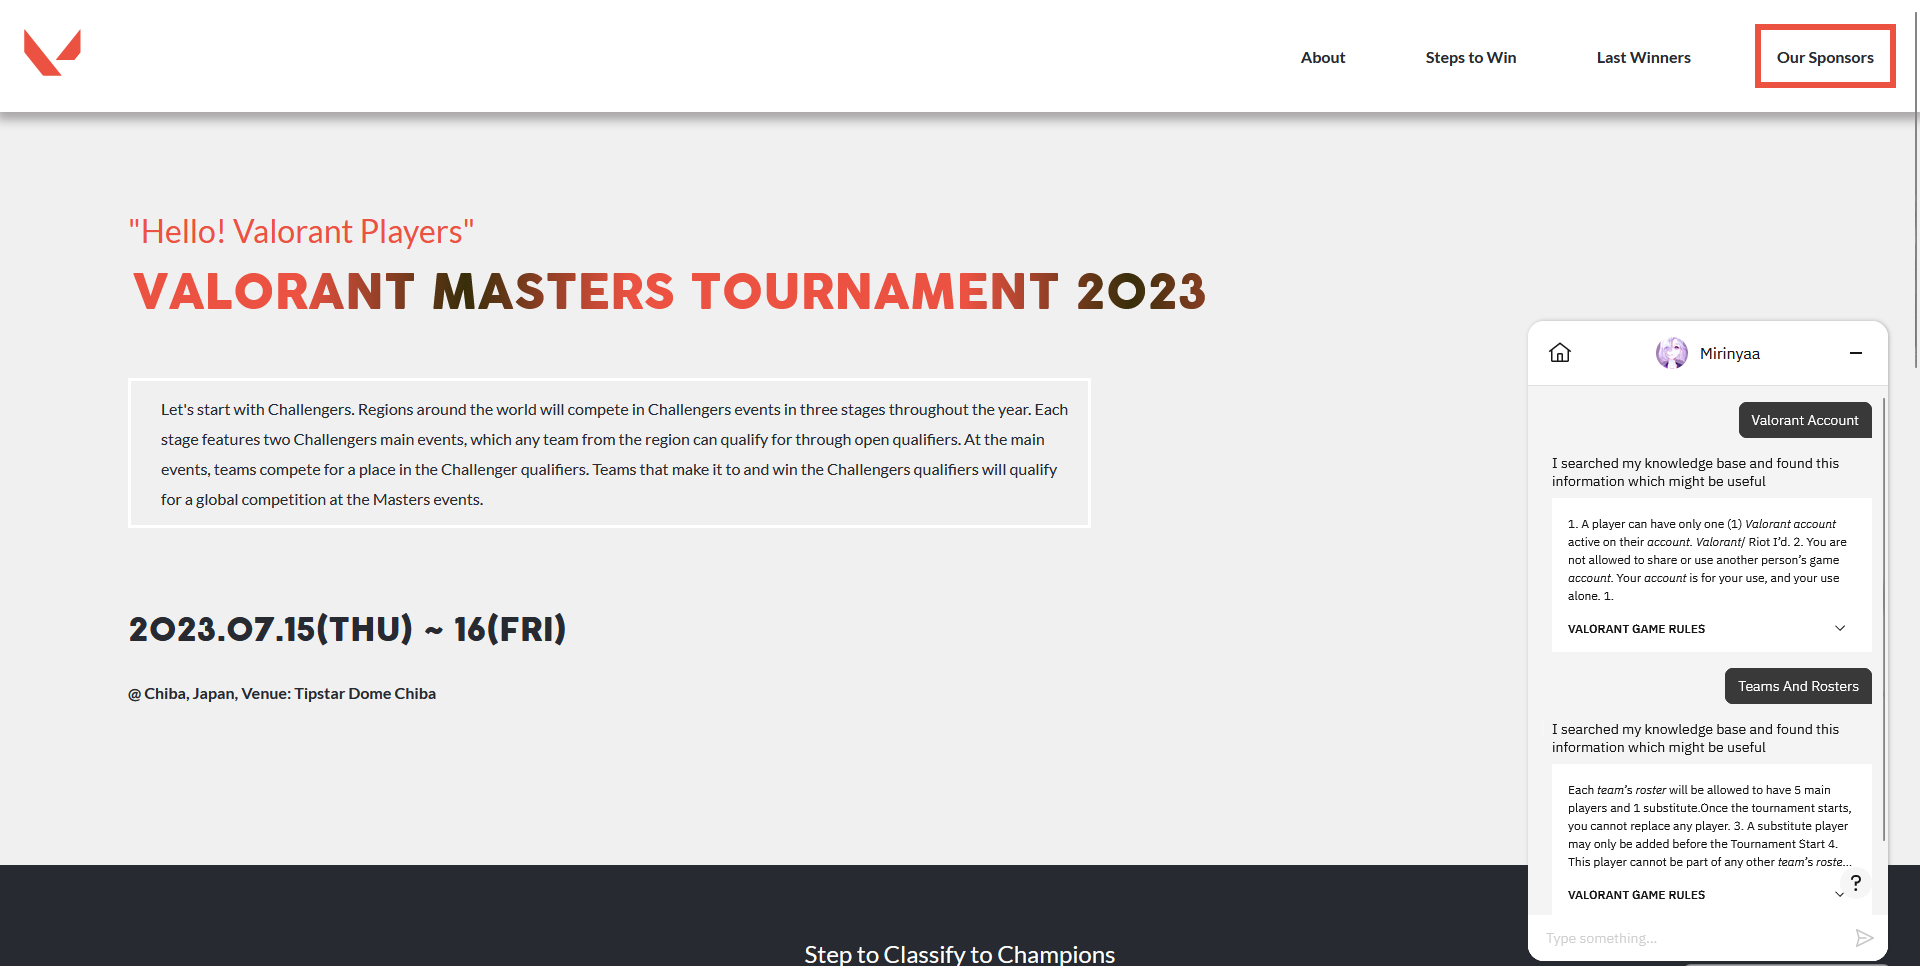 About
Steps to Win
Last Winners
Our Sponsors
"Hello! Valorant Players"
VALORANT MASTERS TOURNAMENT 2023
Let's start with Challengers. Regions around the world will compete in Challengers events in three stages throughout the year. Each
stage features two Challengers main events, which any team from the region can qualify for through open qualifiers. At the main
events, teams compete for a place in the Challenger qualifiers. Teams that make it to and win the Challengers qualifiers will qualify
for a global competition at the Masters events.
2023.07.15(THU) ~ 16(FRI)
@ Chiba, Japan, Venue: Tipstar Dome Chiba
Step to Classify to Champions
Mirinyaa
Valorant Account
I searched my knowledge base and found this
information which might be useful
1. A player can have only one (1) Valorant account
active on their account. Valorant/ Riot I’d. 2. You are
not allowed to share or use another person’s game
account. Your account is for your use, and your use
alone. 1.
VALORANT GAME RULES
Teams And Rosters
I searched my knowledge base and found this
information which might be useful
Each team’s roster will be allowed to have 5 main
players and 1 substitute.Once the tournament starts,
you cannot replace any player. 3. A substitute player
may only be added before the Tournament Start 4.
This player cannot be part of any other team’s roste...
VALORANT GAME RULES
?
Type something...